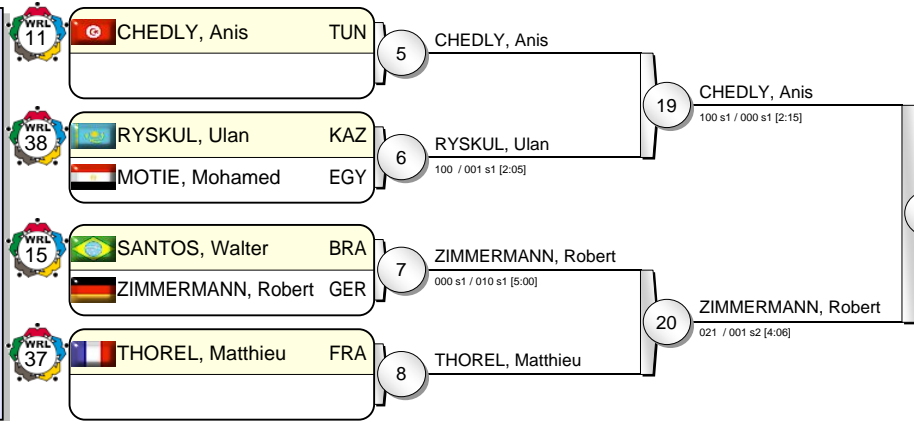 WRL
11
CHEDLY, Anis TUN
5
CHEDLY, Anis
WRL
38
RYSKUL, Ulan KAZ
MOTIE, Mohamed EGY
6
RYSKUL, Ulan
100 / 001 s1 [2:05]
19
CHEDLY, Anis
100 s1 / 000 s1 [2:15]
WRL
15
SANTOS, Walter BRA
ZIMMERMANN, Robert GER
7
ZIMMERMANN, Robert
000 s1 / 010 s1 [5:00]
WRL
37
THOREL, Matthieu FRA
8
THOREL, Matthieu
20
ZIMMERMANN, Robert
021 / 001 s2 [4:06]